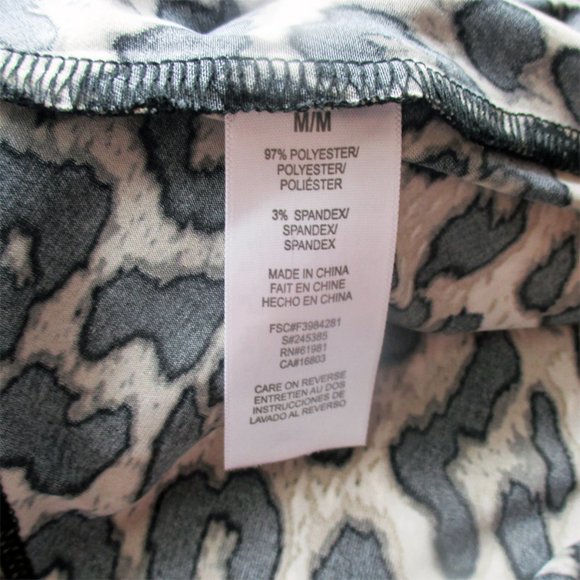 M/M
97% POLYESTER/
POLYESTER/
POLIÉSTER
3% SPANDEX/
SPANDEX/
SPANDEX
MADE IN CHINA
FAIT EN CHINE
HECHO EN CHINA
FSC#F3984281
S#245385
RN#61981
CA#16803
CARE ON REVERSE
ENTRETIEN AU DOS
INSTRUCCIONES DE
LAVADO AL REVERSO